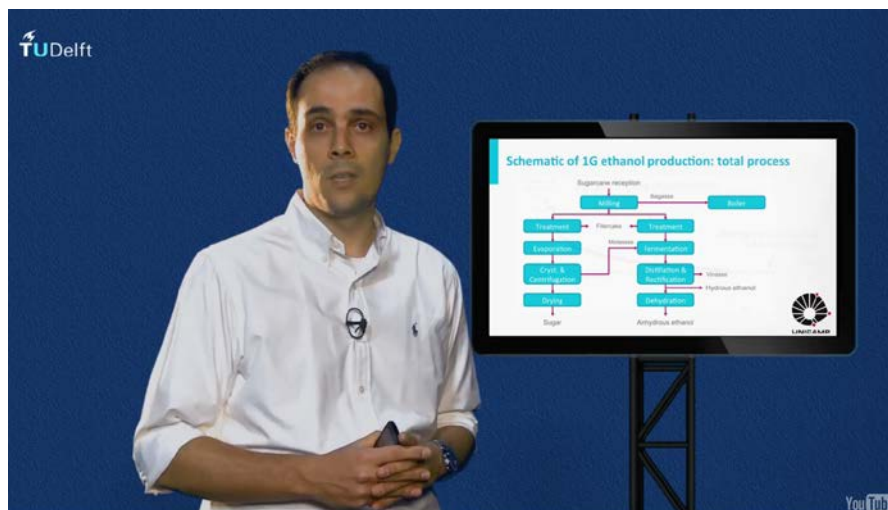 TUDelft
Schematic of 1G ethanol production: total process
Sugarcane reception
Milling
Bagasse
Boiler
Treatment
Filtercake
Treatment
Evaporation
Molasses
Fermentation
Cryst. &
Centrifugation
Distillation &
Rectification
Vinasse
Hydrous ethanol
Drying
Dehydration
Sugar
Anhydrous ethanol
UNICAMP
YouTub